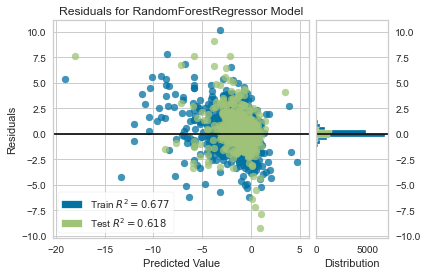 Residuals for RandomForestRegressor Model
10.0
7.5
5.0
2.5
0.0
−2.5
−5.0
−7.5
−10.0
Residuals
Train R² = 0.677
Test R² = 0.618
−20 −15 −10 −5 0 5
Predicted Value
10.0
7.5
5.0
2.5
0.0
−2.5
−5.0
−7.5
−10.0
0 5000
Distribution